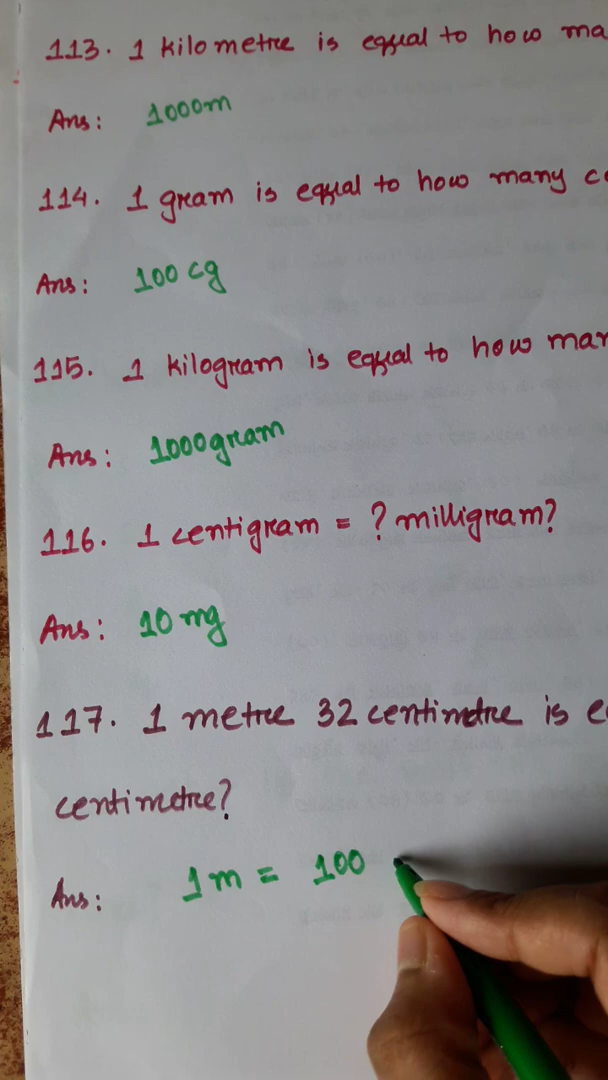 113. 1 kilometre is equal to how ma
Ans: 1000m
114. 1 gram is equal to how many c
Ans: 100 cg
115. 1 kilogram is equal to how mar
Ans: 1000gram
116. 1 centigram = ? milligram?
Ans: 10 mg
117. 1 metre 32 centimetre is e
centimetre?
Ans: 1m = 100